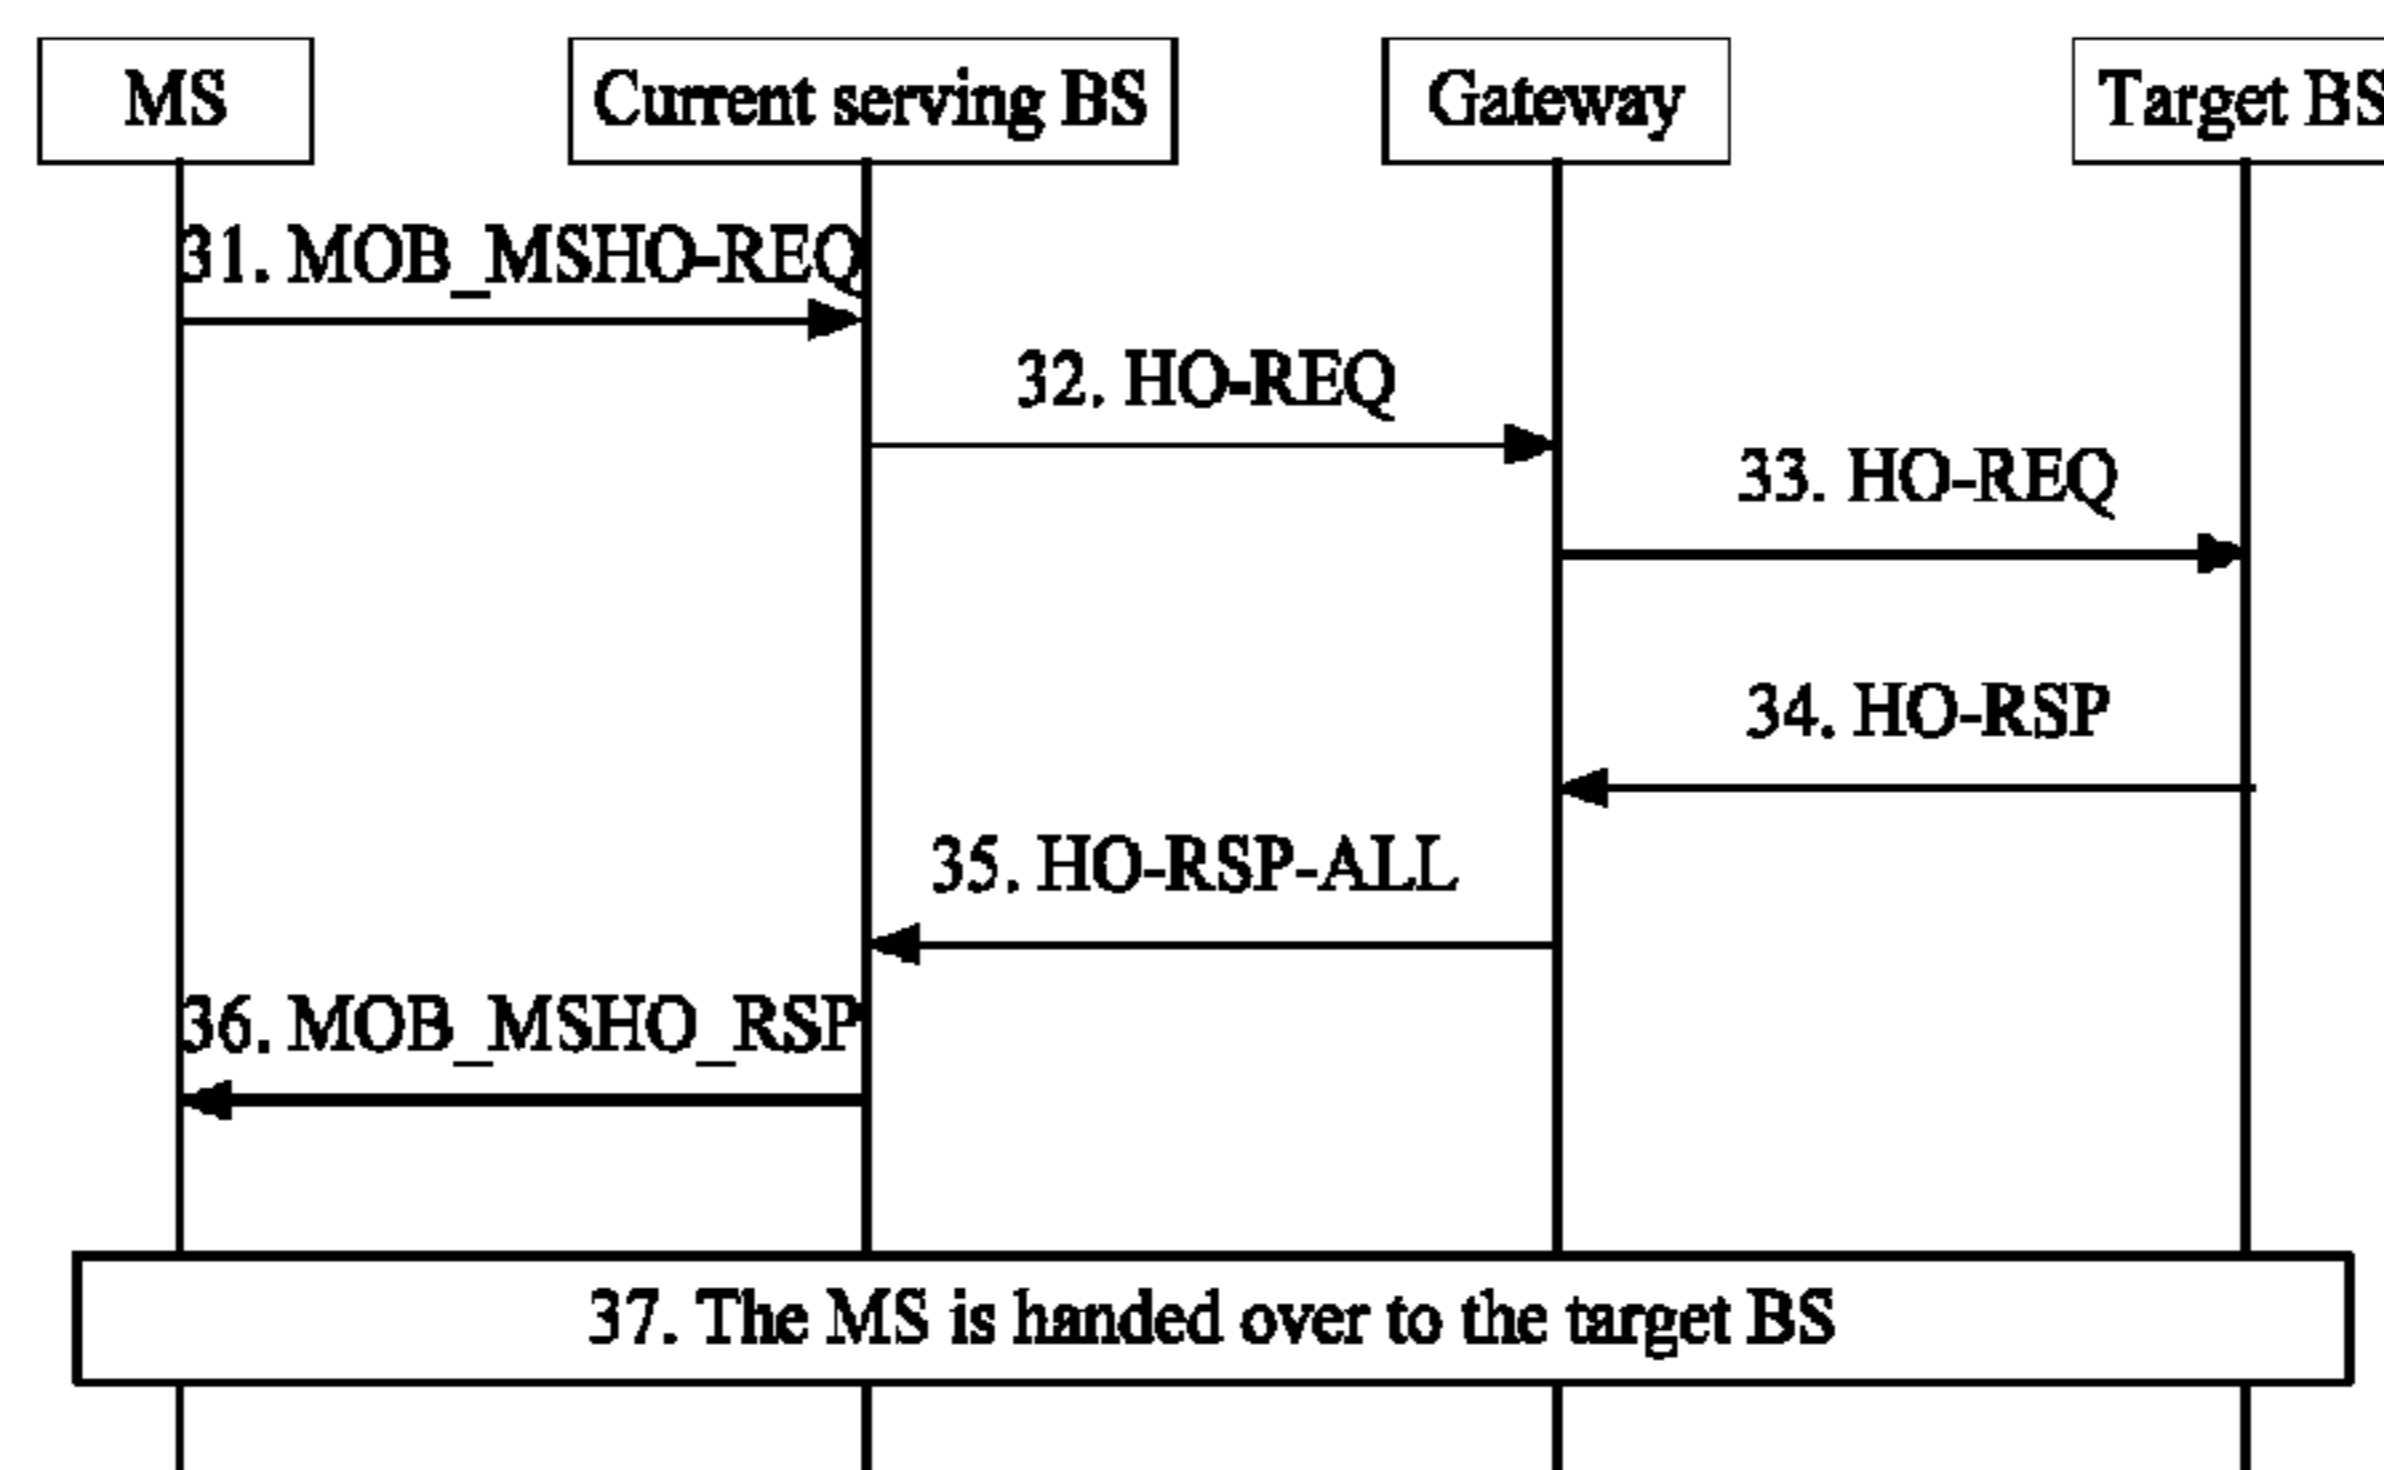 MS
Current serving BS
Gateway
Target BS
31. MOB_MSHO-REQ
32. HO-REQ
33. HO-REQ
34. HO-RSP
35. HO-RSP-ALL
36. MOB_MSHO_RSP
37. The MS is handed over to the target BS